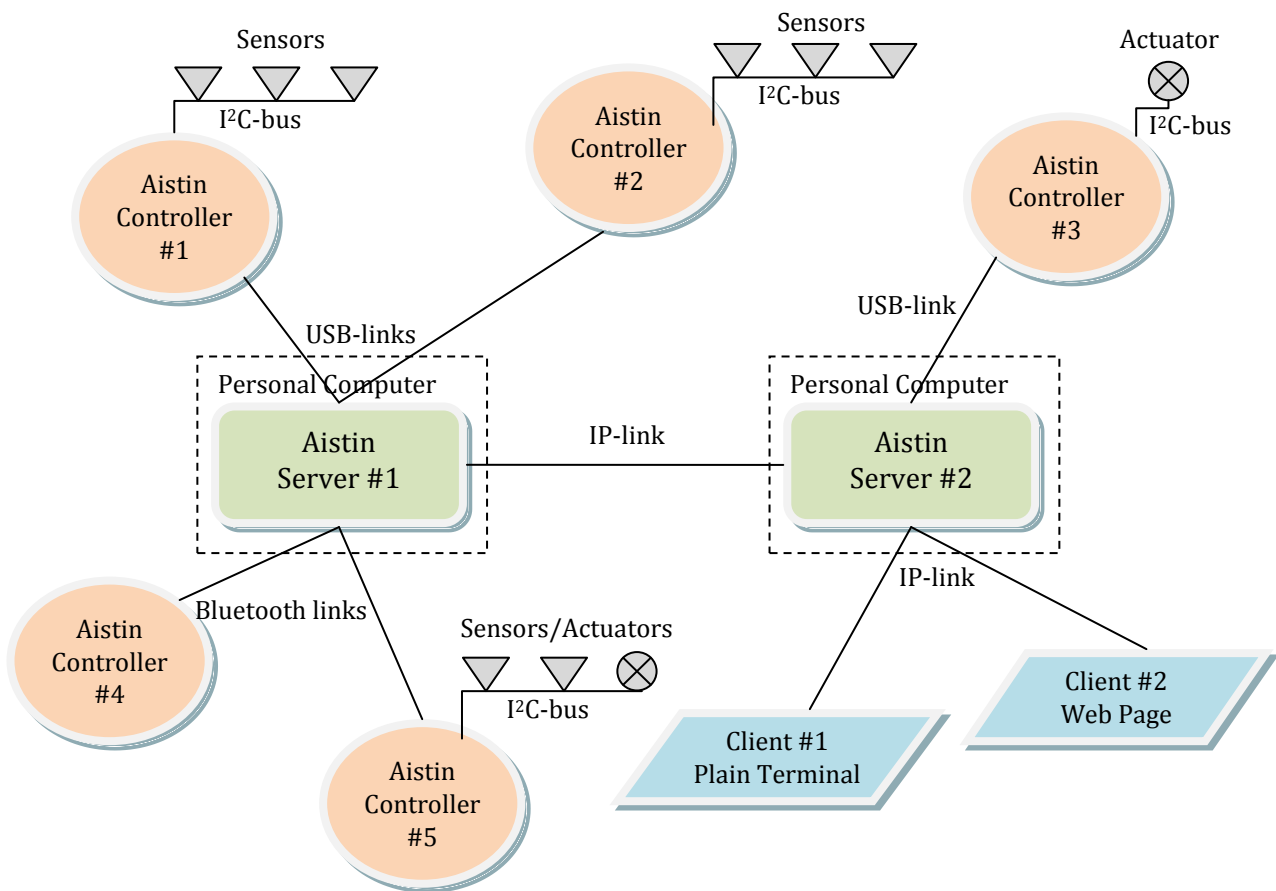 Sensors
I²C-bus
Aistin
Controller
#1
Sensors
I²C-bus
Aistin
Controller
#2
Actuator
I²C-bus
Aistin
Controller
#3
USB-links
USB-link
Personal Computer
Aistin
Server #1
IP-link
Personal Computer
Aistin
Server #2
Bluetooth links
IP-link
Aistin
Controller
#4
Sensors/Actuators
I²C-bus
Aistin
Controller
#5
Client #1
Plain Terminal
Client #2
Web Page